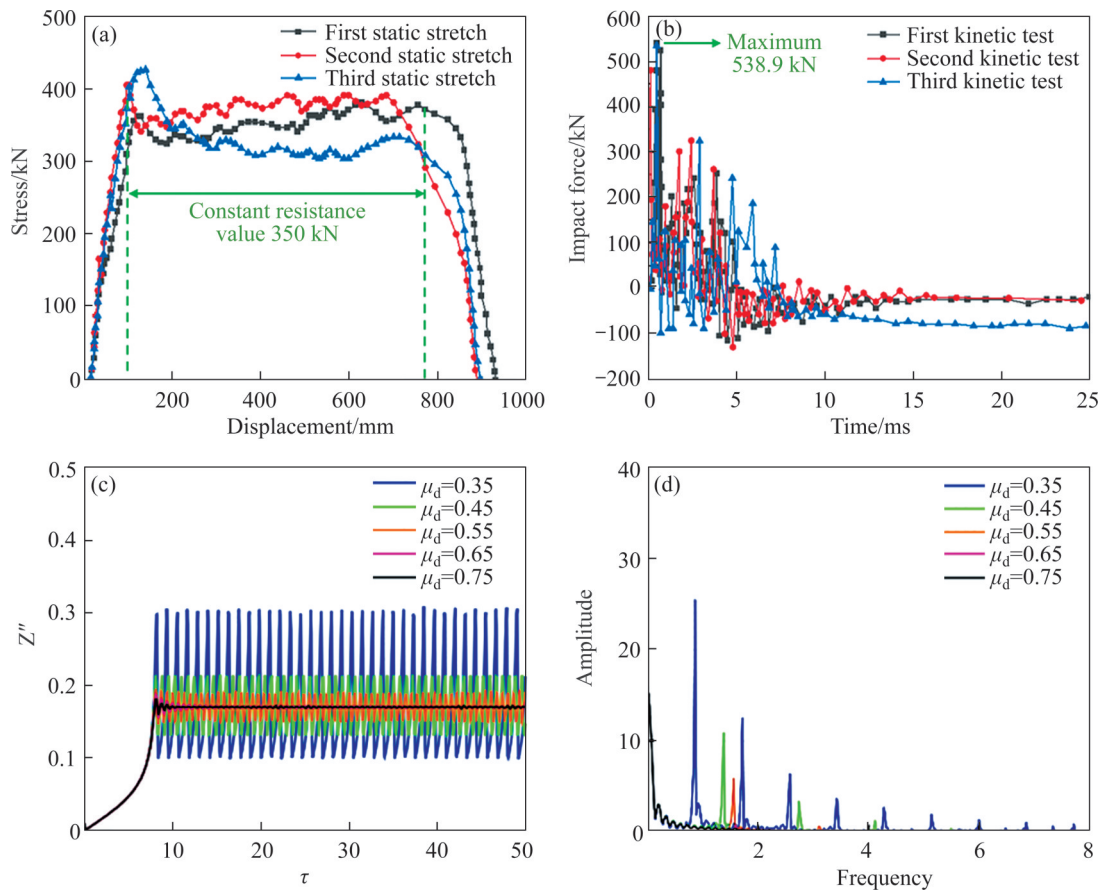 (a)
First static stretch
Second static stretch
Third static stretch
Constant resistance
value 350 kN
Stress/kN
500
400
300
200
100
0
200
400
600
800
1000
Displacement/mm
(b)
Maximum
538.9 kN
First kinetic test
Second kinetic test
Third kinetic test
Impact force/kN
600
500
400
300
200
100
0
−100
−200
0
5
10
15
20
25
Time/ms
(c)
μd=0.35
μd=0.45
μd=0.55
μd=0.65
μd=0.75
Z″
0.5
0.4
0.3
0.2
0.1
0
10
20
30
40
50
τ
(d)
μd=0.35
μd=0.45
μd=0.55
μd=0.65
μd=0.75
Amplitude
40
30
20
10
0
2
4
6
8
Frequency